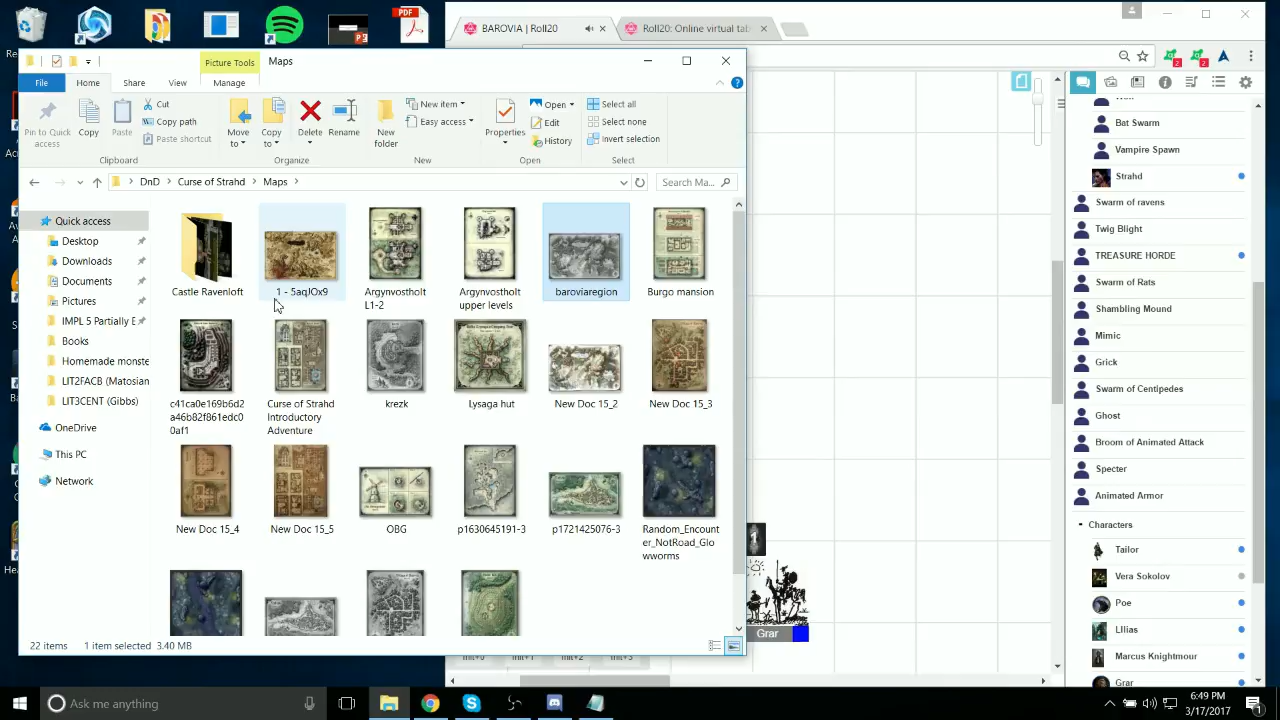 BAROVIA | Roll20
Roll20: Online virtual tab
PDF
Picture Tools
Maps
File
Home
Share
View
Manage
Pin to Quick access
Copy
Paste
Cut
Copy path
Paste shortcut
Clipboard
Move to
Copy to
Delete
Rename
Organize
New folder
New item
Easy access
New
Properties
Open
Edit
History
Open
Select all
Select none
Invert selection
Select
DnD
Curse of Strahd
Maps
Search Ma...
Quick access
Desktop
Downloads
Documents
Pictures
IMPL 5 Partially E
Books
Homemade monste
LIT2FACB (Matosian
LIT3CENT (Gibbs)
OneDrive
This PC
Network
Castle Ravenloft
1 - 5aqJOx9
Argynvostholt L1-2
Argynvostholt upper levels
baroviaregion
Burgo mansion
c41ca0e169b6d2a46b82f861edc00af1
Curse of Strahd Introductory Adventure
krezk
Lysaga hut
New Doc 15_2
New Doc 15_3
New Doc 15_4
New Doc 15_5
OBG
p1630645191-3
p1721425076-3
Random_Encounter_NotRoad_Glowworms
22 items
1 item selected 3.40 MB
Grar
Bat Swarm
Vampire Spawn
Strahd
Swarm of ravens
Twig Blight
TREASURE HORDE
Swarm of Rats
Shambling Mound
Mimic
Grick
Swarm of Centipedes
Ghost
Broom of Animated Attack
Specter
Animated Armor
Characters
Tailor
Vera Sokolov
Poe
Lllias
Marcus Knightmour
Grar
Ask me anything
6:49 PM
3/17/2017